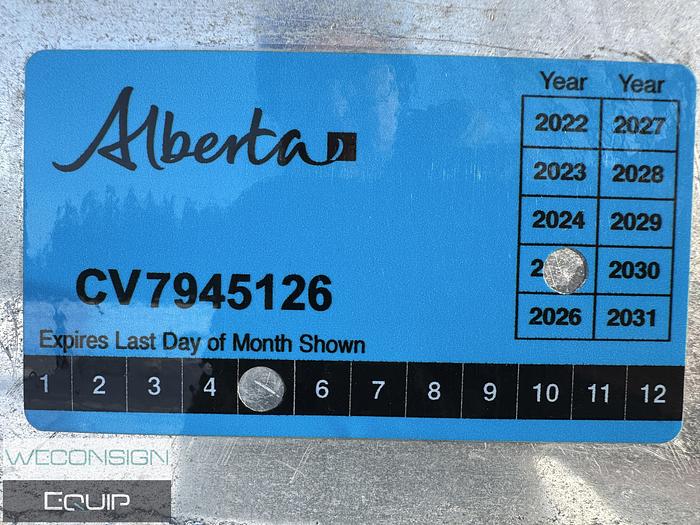 Alberta
Year Year
2022 2027
2023 2028
2024 2029
2 2030
2026 2031
CV7945126
Expires Last Day of Month Shown
1 2 3 4 6 7 8 9 10 11 12
WECONSIGN
EQUIP